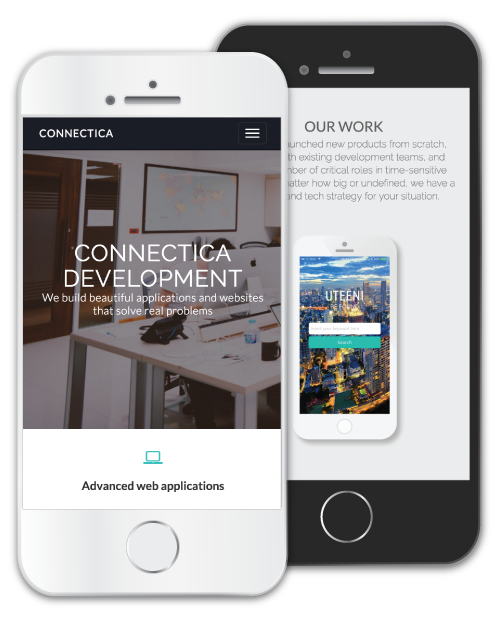 CONNECTICA
CONNECTICA
DEVELOPMENT
We build beautiful applications and websites
that solve real problems
Advanced web applications
OUR WORK
unched new products from scratch,
th existing development teams, and
mber of critical roles in time-sensitive
atter how big or undefined, we have a
and tech strategy for your situation.
UTEENI
Search